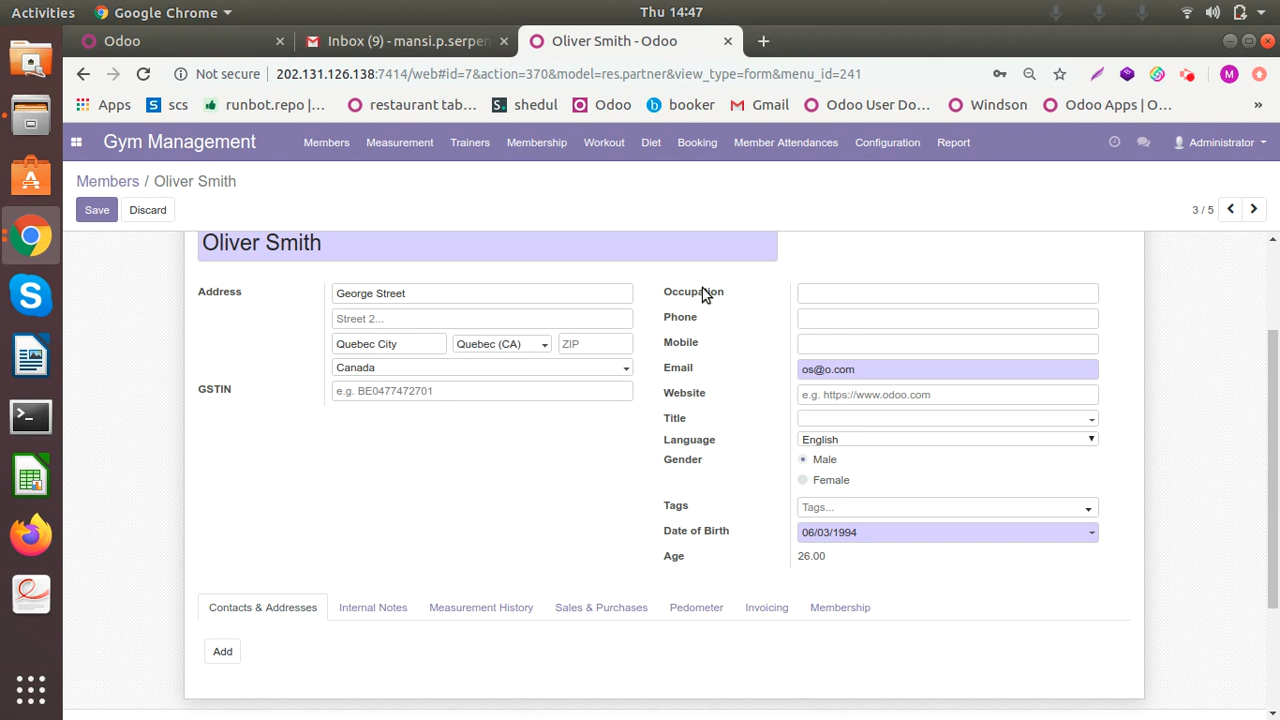 Activities Google Chrome Thu 14:47
Odoo Inbox (9) - mansi.p.serpen Oliver Smith - Odoo
Not secure 202.131.126.138:7414/web#id=7&action=370&model=res.partner&view_type=form&menu_id=241 M
Apps S scs runbot.repo |... restaurant tab... S. shedul Odoo b booker Gmail Odoo User Do... Windson Odoo Apps | O... »
Gym Management Members Measurement Trainers Membership Workout Diet Booking Member Attendances Configuration Report Administrator
Members / Oliver Smith
Save Discard 3 / 5
Oliver Smith
Address George Street
Street 2...
Quebec City Quebec (CA) ZIP
Canada
GSTIN e.g. BE0477472701
Occupation
Phone
Mobile
Email os@o.com
Website e.g. https://www.odoo.com
Title
Language English
Gender Male
Female
Tags Tags...
Date of Birth 06/03/1994
Age 26.00
Contacts & Addresses Internal Notes Measurement History Sales & Purchases Pedometer Invoicing Membership
Add